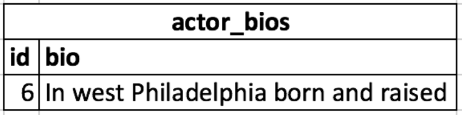 actor_bios
id bio
6 In west Philadelphia born and raised